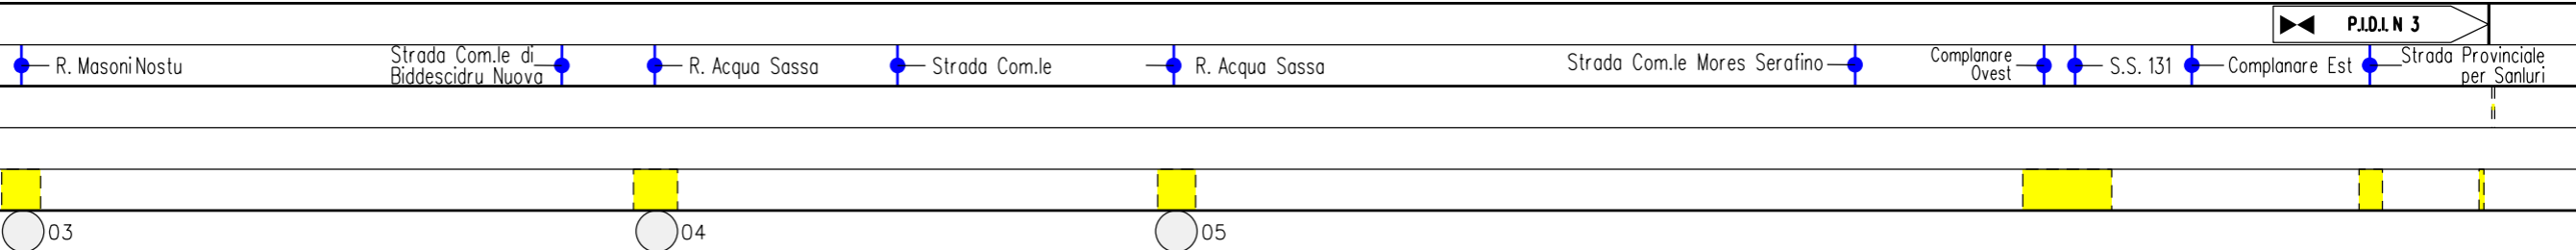 P.I.D.I. N 3
R. Masoni Nostu
Strada Com.le di
Biddescidru Nuova
R. Acqua Sassa
Strada Com.le
R. Acqua Sassa
Strada Com.le Mores Serafino
Complanare
Ovest
S.S. 131
Complanare Est
Strada Provinciale
per Sanluri
03
04
05